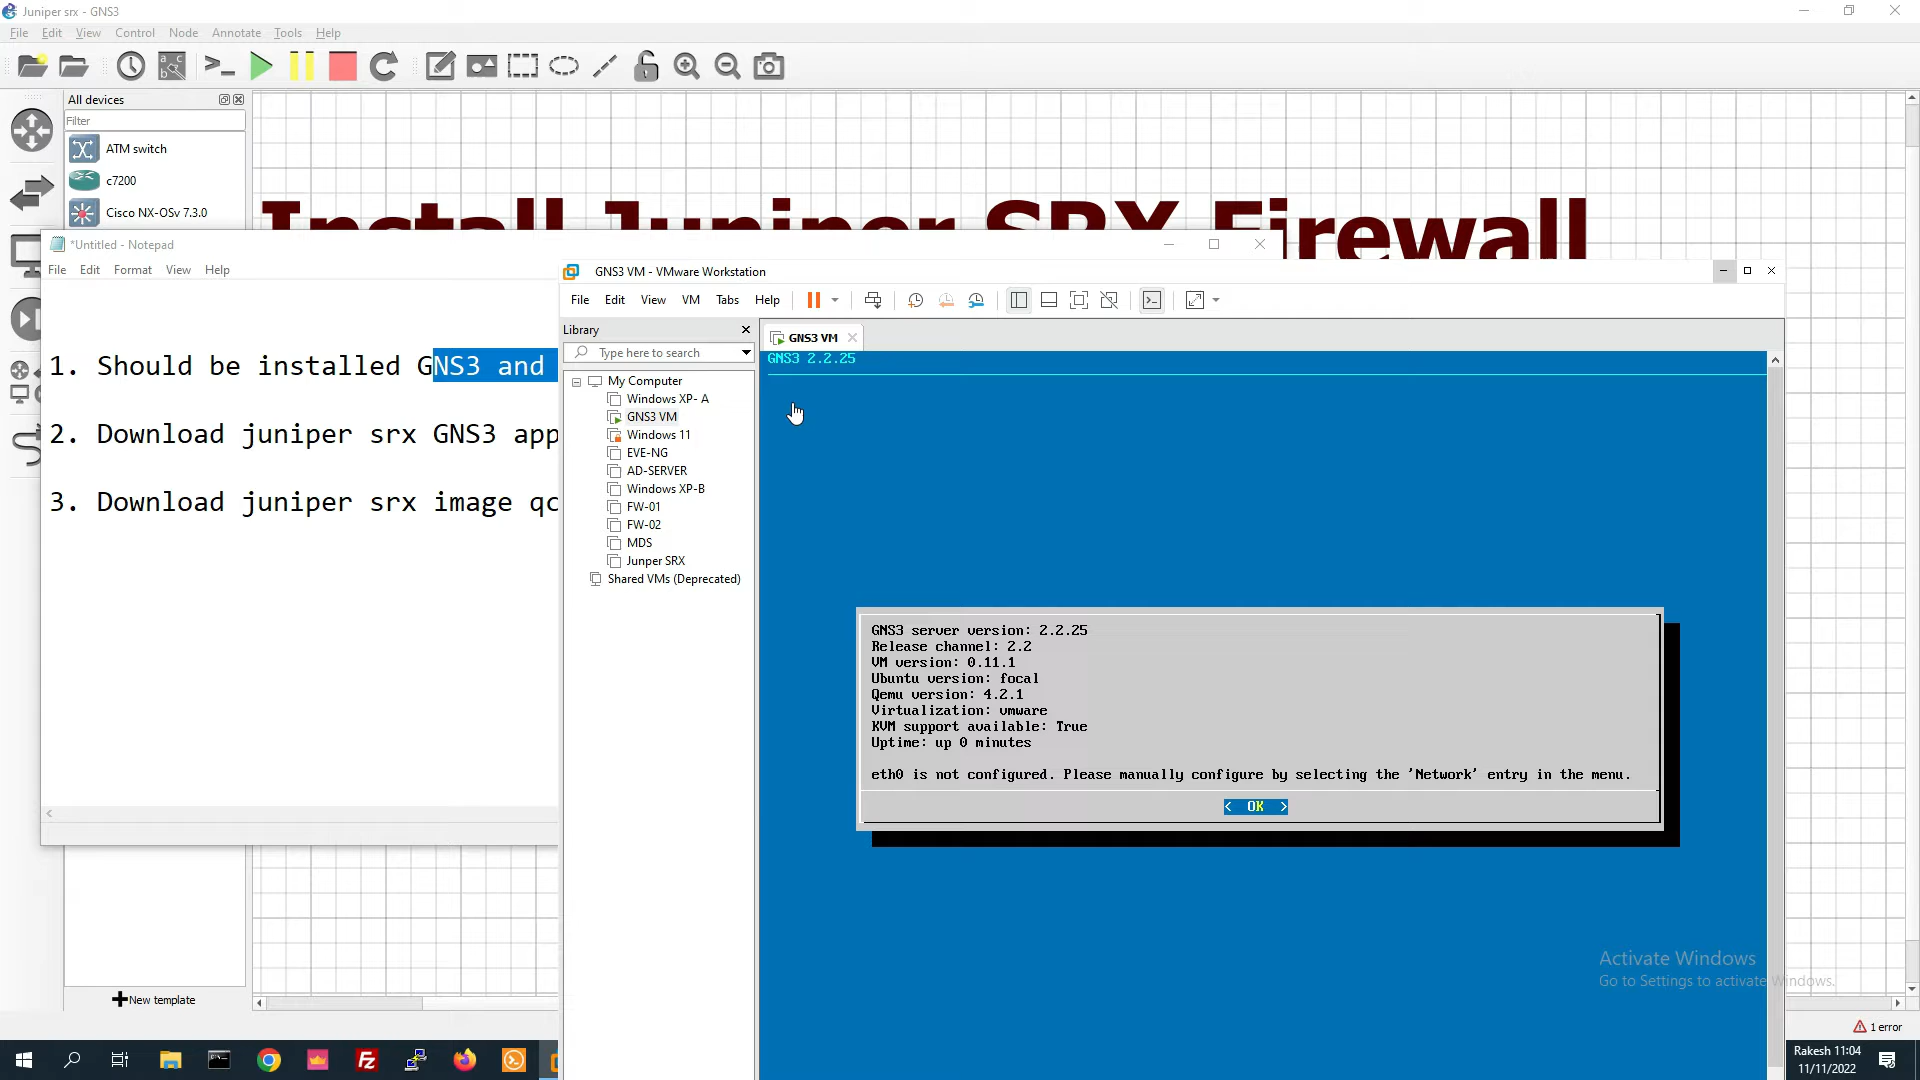 Juniper srx - GNS3
File Edit View Control Node Annotate Tools Help
All devices
Filter
ATM switch
c7200
Cisco NX-OSv 7.3.0
Install Juniper SRX Firewall
*Untitled - Notepad
File Edit Format View Help
1. Should be installed GNS3 and
2. Download juniper srx GNS3 app
3. Download juniper srx image qc
GNS3 VM - VMware Workstation
File Edit View VM Tabs Help
Library
Type here to search
My Computer
Windows XP- A
GNS3 VM
Windows 11
EVE-NG
AD-SERVER
Windows XP-B
FW-01
FW-02
MDS
Junper SRX
Shared VMs (Deprecated)
GNS3 VM
GNS3 2.2.25
GNS3 server version: 2.2.25
Release channel: 2.2
VM version: 0.11.1
Ubuntu version: focal
Qemu version: 4.2.1
Virtualization: vmware
KVM support available: True
Uptime: up 0 minutes
eth0 is not configured. Please manually configure by selecting the 'Network' entry in the menu.
< OK >
Activate Windows
Go to Settings to activate Windows.
New template
1 error
Rakesh 11:04
11/11/2022